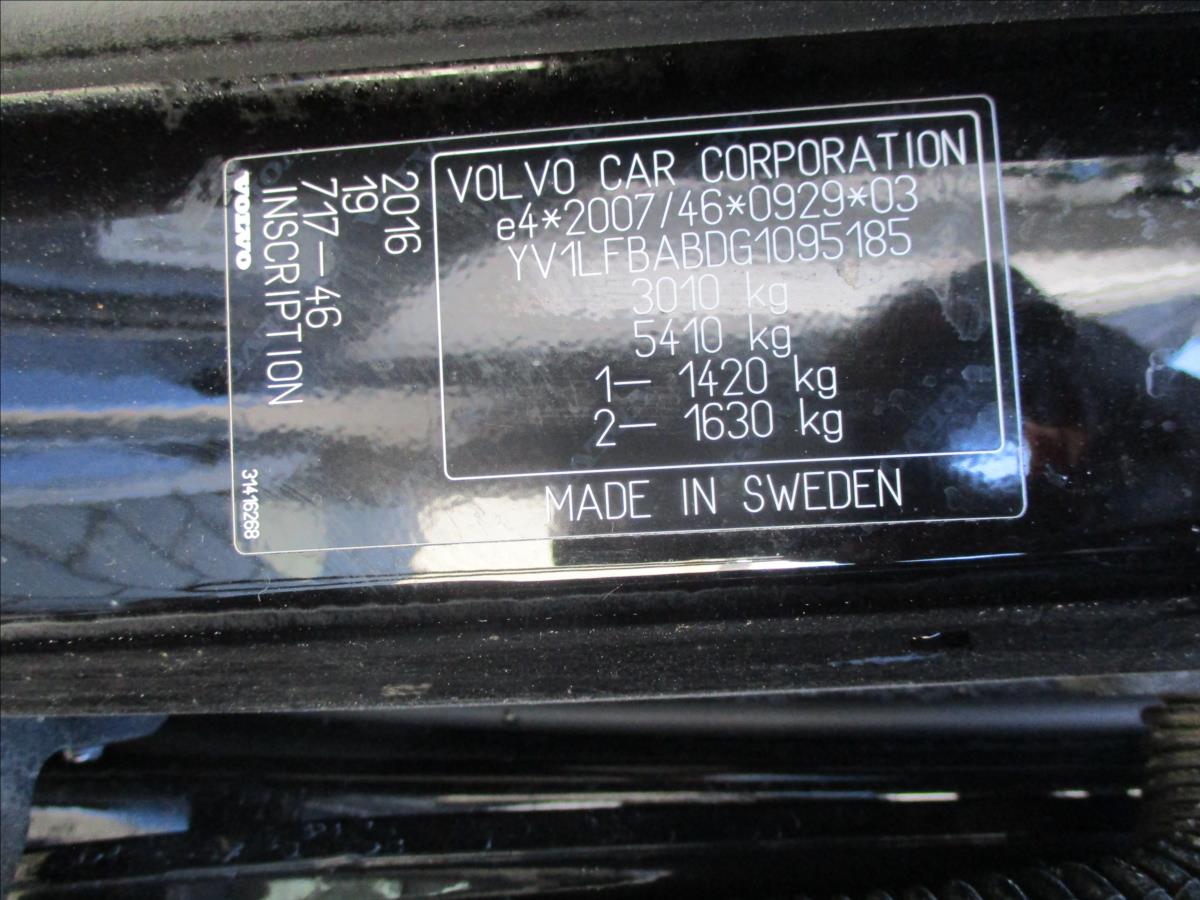 VOLVO CAR CORPORATION
e4*2007/46*0929*03
YV1LFBABDG1095185
3010 kg
5410 kg
1— 1420 kg
2— 1630 kg
MADE IN SWEDEN
2016
19
717—46
INSCRIPTION
VOLVO
31416268